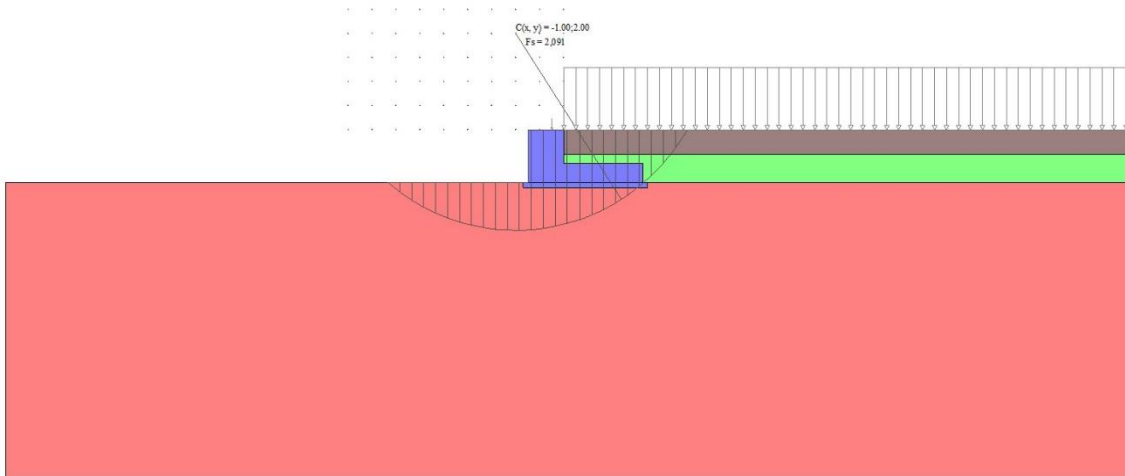 C(x, y) = -1.00;2.00
Fs = 2,091